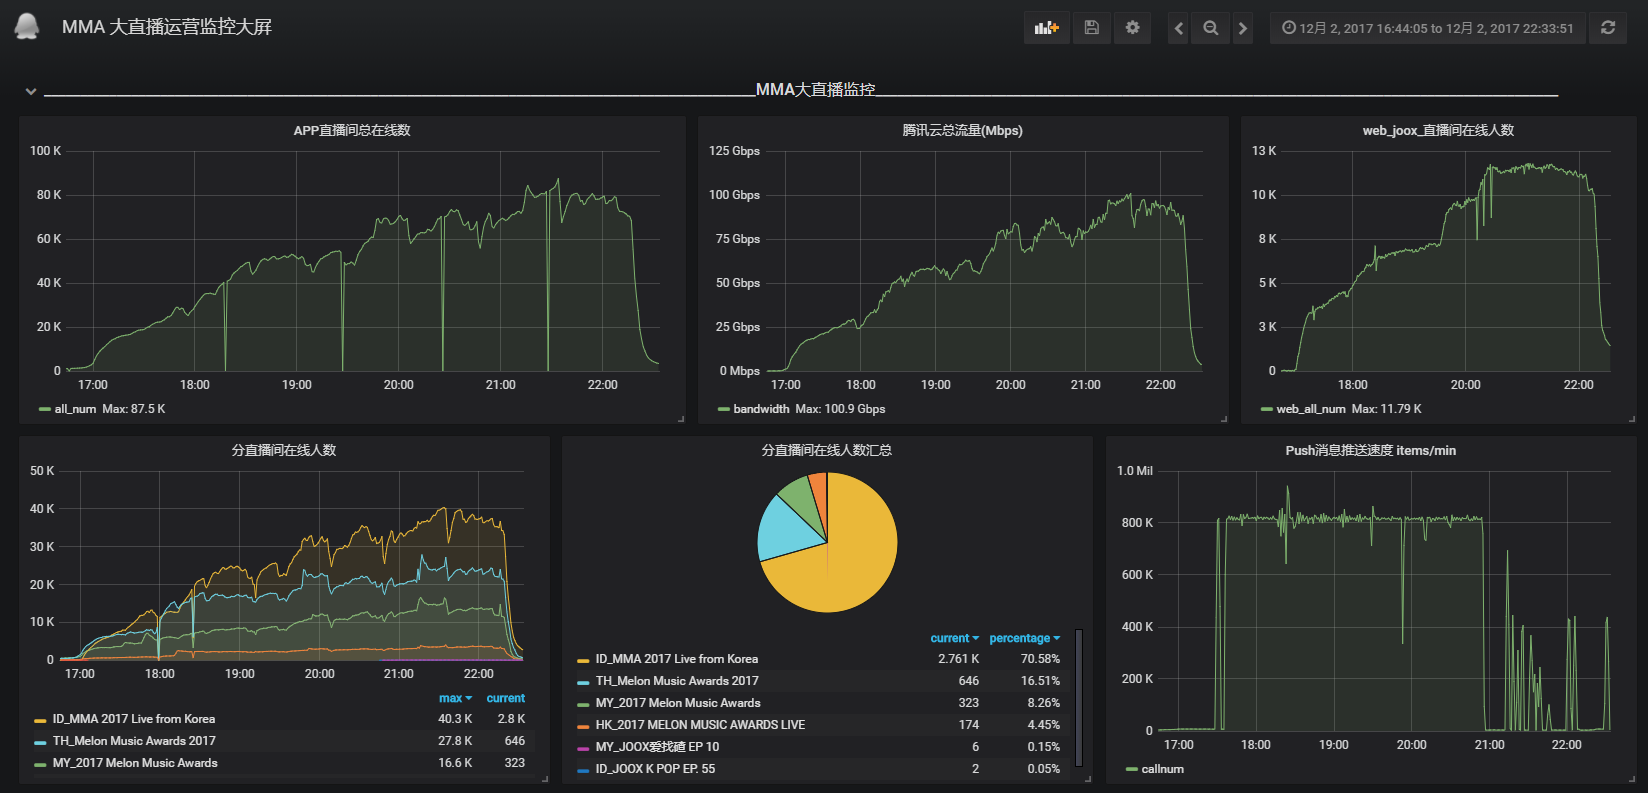 MMA 大直播运营监控大屏
12月 2, 2017 16:44:05 to 12月 2, 2017 22:33:51
MMA大直播监控
APP直播间总在线数
100 K
80 K
60 K
40 K
20 K
0
17:00 18:00 19:00 20:00 21:00 22:00
all_num Max: 87.5 K
腾讯云总流量(Mbps)
125 Gbps
100 Gbps
75 Gbps
50 Gbps
25 Gbps
0 Mbps
17:00 18:00 19:00 20:00 21:00 22:00
bandwidth Max: 100.9 Gbps
web_joox_直播间在线人数
13 K
10 K
8 K
5 K
3 K
0
18:00 20:00 22:00
web_all_num Max: 11.79 K
分直播间在线人数
50 K
40 K
30 K
20 K
10 K
0
17:00 18:00 19:00 20:00 21:00 22:00
max current
ID_MMA 2017 Live from Korea 40.3 K 2.8 K
TH_Melon Music Awards 2017 27.8 K 646
MY_2017 Melon Music Awards 16.6 K 323
分直播间在线人数汇总
current percentage
ID_MMA 2017 Live from Korea 2.761 K 70.58%
TH_Melon Music Awards 2017 646 16.51%
MY_2017 Melon Music Awards 323 8.26%
HK_2017 MELON MUSIC AWARDS LIVE 174 4.45%
MY_JOOX爱找碴 EP 10 6 0.15%
ID_JOOX K POP EP. 55 2 0.05%
Push消息推送速度 items/min
1.0 Mil
800 K
600 K
400 K
200 K
0
17:00 18:00 19:00 20:00 21:00 22:00
callnum